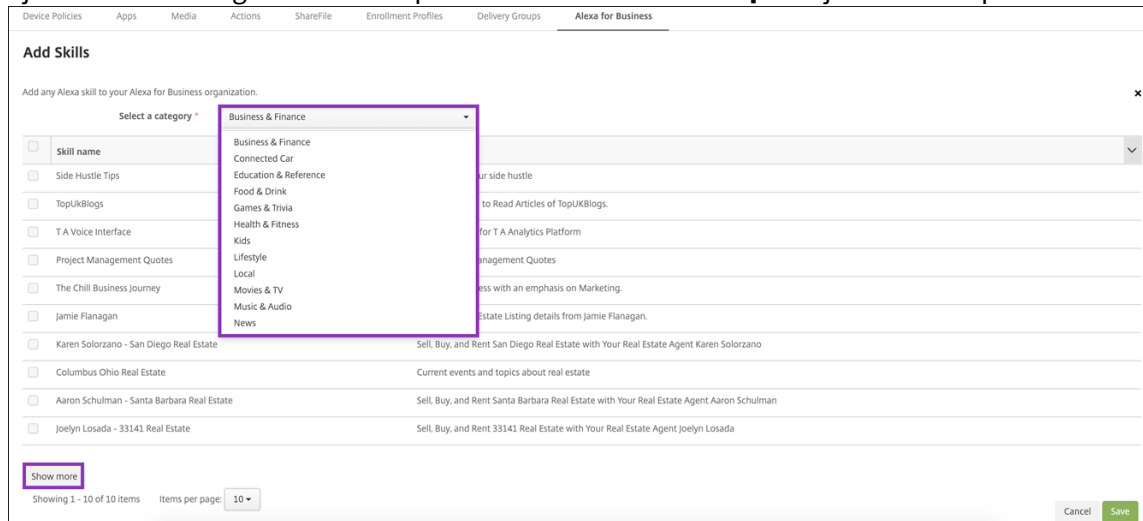 Device Policies Apps Media Actions ShareFile Enrollment Profiles Delivery Groups Alexa for Business
Add Skills
Add any Alexa skill to your Alexa for Business organization.
Select a category * Business & Finance
Business & Finance
Connected Car
Education & Reference
Food & Drink
Games & Trivia
Health & Fitness
Kids
Lifestyle
Local
Movies & TV
Music & Audio
News
Skill name
Side Hustle Tips ur side hustle
TopUkBlogs to Read Articles of TopUKBlogs.
T A Voice Interface for T A Analytics Platform
Project Management Quotes anagement Quotes
The Chill Business Journey ess with an emphasis on Marketing.
Jamie Flanagan Estate Listing details from Jamie Flanagan.
Karen Solorzano - San Diego Real Estate Sell, Buy, and Rent San Diego Real Estate with Your Real Estate Agent Karen Solorzano
Columbus Ohio Real Estate Current events and topics about real estate
Aaron Schulman - Santa Barbara Real Estate Sell, Buy, and Rent Santa Barbara Real Estate with Your Real Estate Agent Aaron Schulman
Joelyn Losada - 33141 Real Estate Sell, Buy, and Rent 33141 Real Estate with Your Real Estate Agent Joelyn Losada
Show more
Showing 1 - 10 of 10 items Items per page: 10
Cancel Save